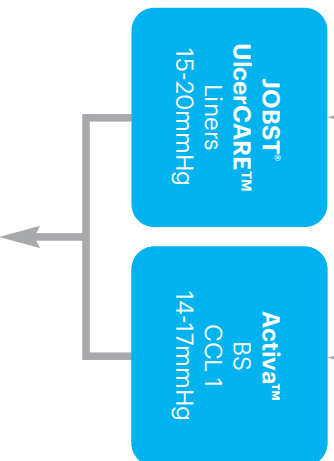 JOBST®
UlcerCARE™
Liners
15-20mmHg
Activa™
BS
CCL 1
14-17mmHg